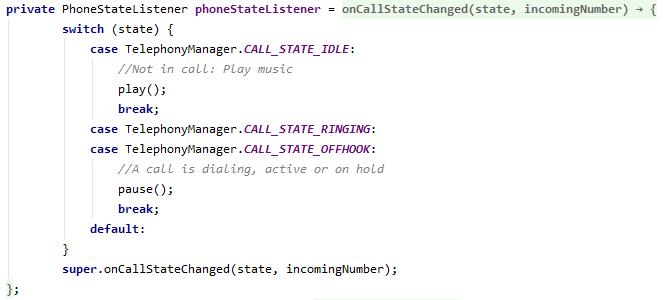 private PhoneStateListener phoneStateListener = onCallStateChanged(state, incomingNumber) → {
switch (state) {
case TelephonyManager.CALL_STATE_IDLE:
//Not in call: Play music
play();
break;
case TelephonyManager.CALL_STATE_RINGING:
case TelephonyManager.CALL_STATE_OFFHOOK:
//A call is dialing, active or on hold
pause();
break;
default:
}
super.onCallStateChanged(state, incomingNumber);
};